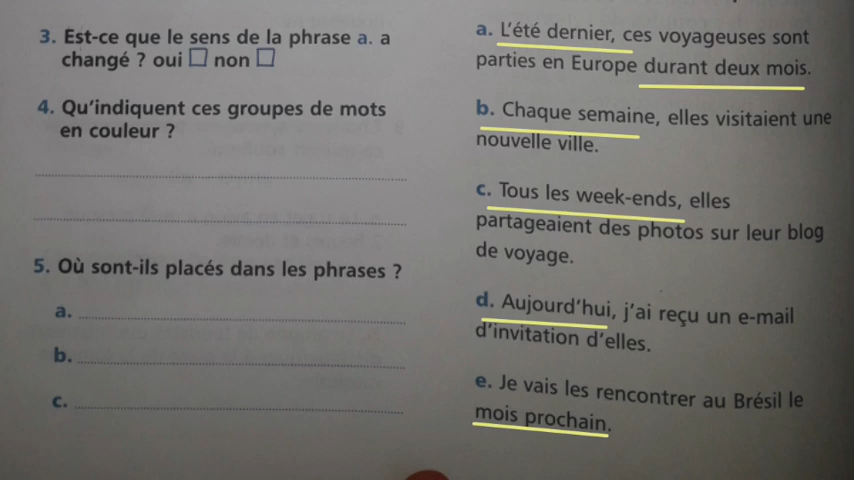 3. Est-ce que le sens de la phrase a. a
changé ? oui ☐ non ☐
4. Qu'indiquent ces groupes de mots
en couleur ?
5. Où sont-ils placés dans les phrases ?
a.
b.
c.
a. L'été dernier, ces voyageuses sont
parties en Europe durant deux mois.
b. Chaque semaine, elles visitaient une
nouvelle ville.
c. Tous les week-ends, elles
partageaient des photos sur leur blog
de voyage.
d. Aujourd'hui, j'ai reçu un e-mail
d'invitation d'elles.
e. Je vais les rencontrer au Brésil le
mois prochain.